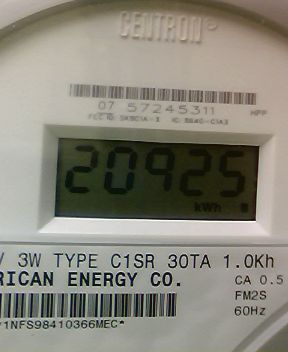 CENTRON®
07 57245311 HPP
20925
kWh
V 3W TYPE C1SR 30TA 1.0Kh
RICAN ENERGY CO. CA 0.5
FM2S
60Hz
*1NFS98410366MEC*